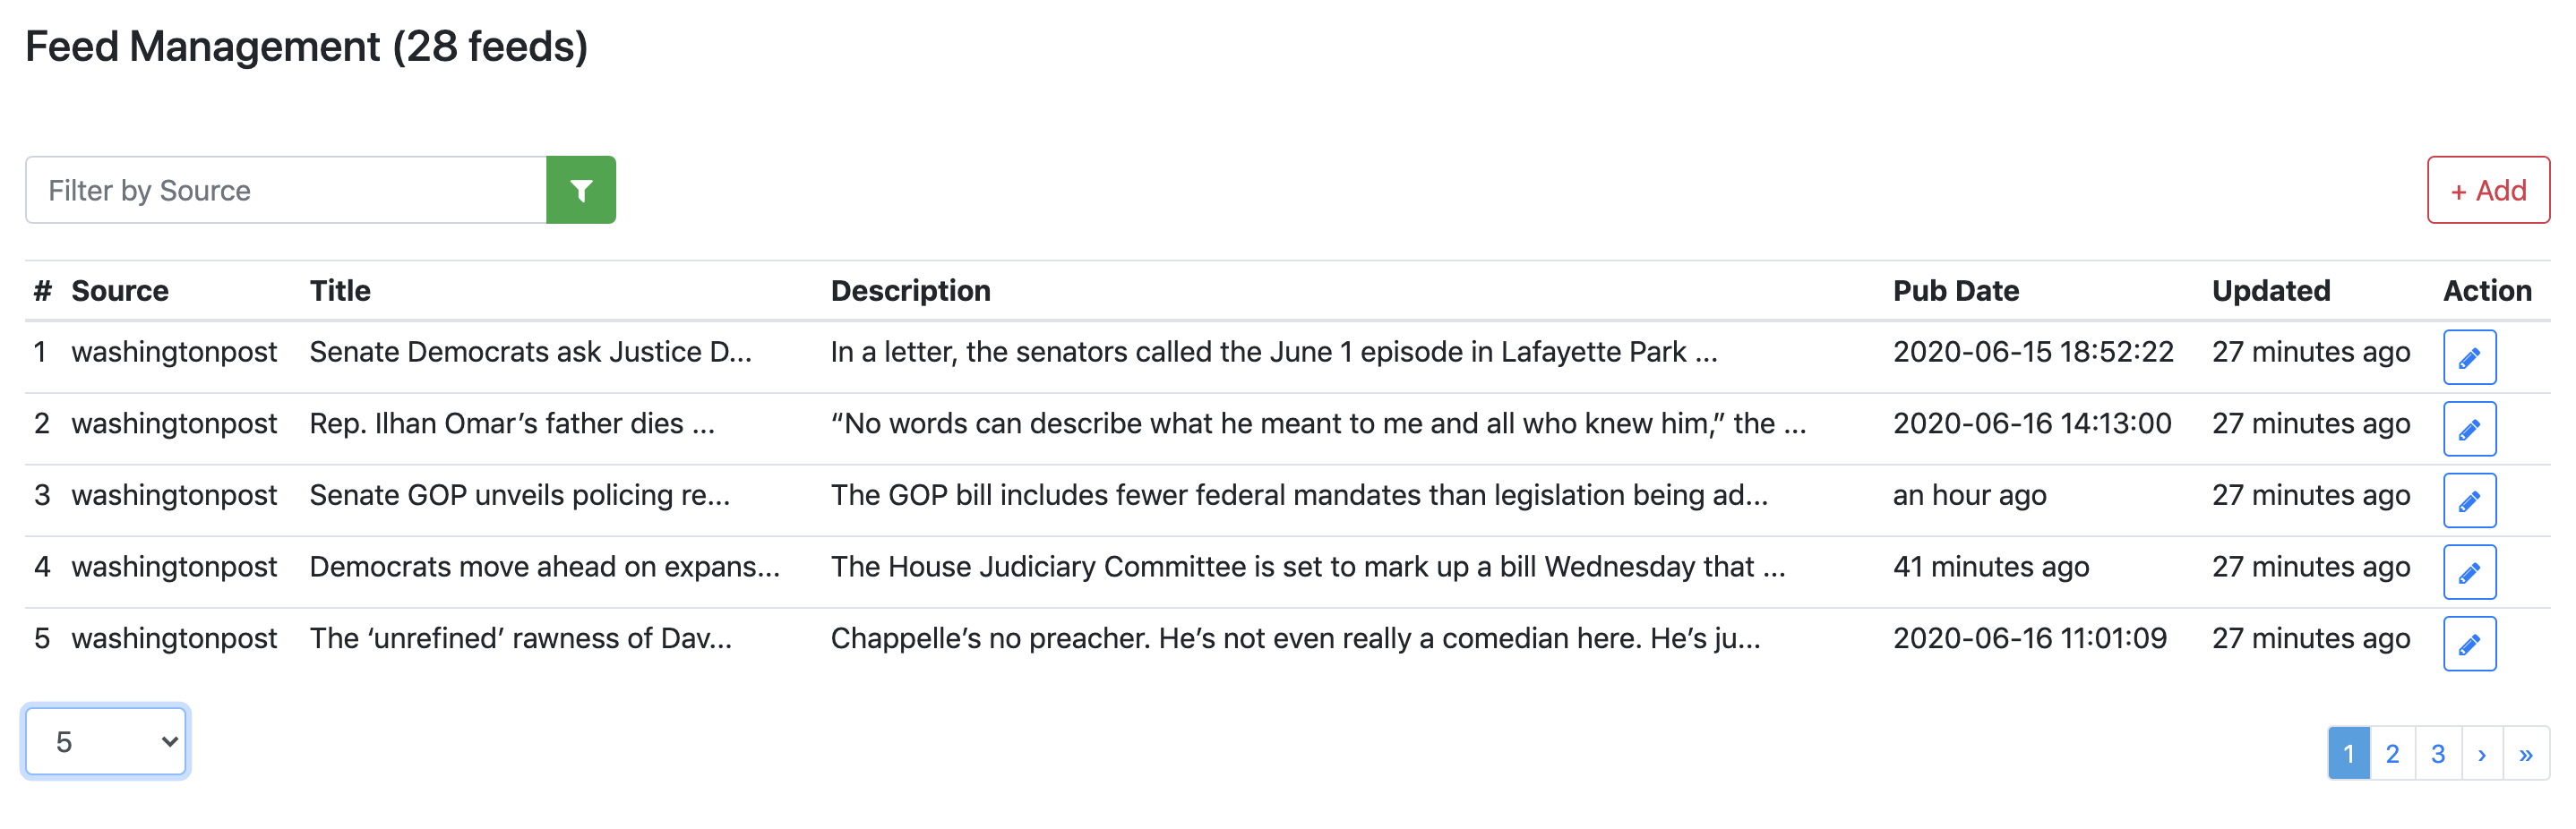 Feed Management (28 feeds)
Filter by Source
+ Add
# Source Title Description Pub Date Updated Action
1 washingtonpost Senate Democrats ask Justice D... In a letter, the senators called the June 1 episode in Lafayette Park ... 2020-06-15 18:52:22 27 minutes ago
2 washingtonpost Rep. Ilhan Omar’s father dies ... “No words can describe what he meant to me and all who knew him,” the ... 2020-06-16 14:13:00 27 minutes ago
3 washingtonpost Senate GOP unveils policing re... The GOP bill includes fewer federal mandates than legislation being ad... an hour ago 27 minutes ago
4 washingtonpost Democrats move ahead on expans... The House Judiciary Committee is set to mark up a bill Wednesday that ... 41 minutes ago 27 minutes ago
5 washingtonpost The ‘unrefined’ rawness of Dav... Chappelle’s no preacher. He’s not even really a comedian here. He’s ju... 2020-06-16 11:01:09 27 minutes ago
5
1 2 3 › »